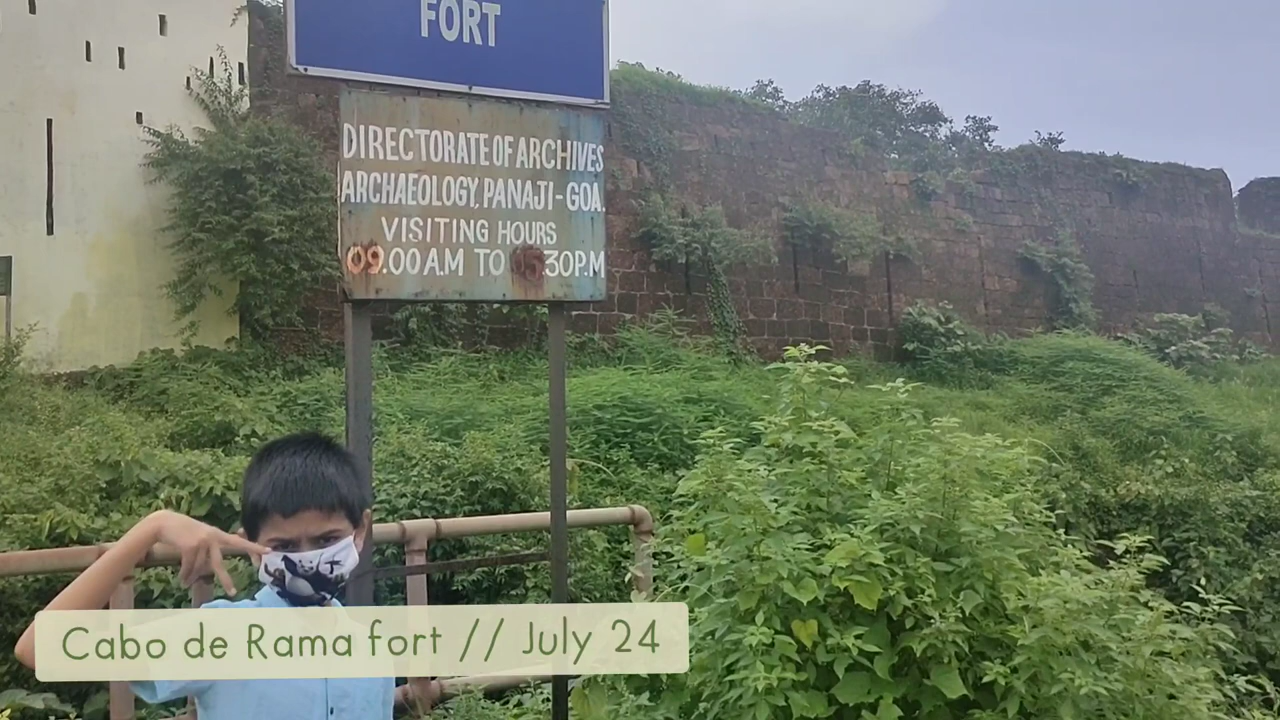 FORT
DIRECTORATE OF ARCHIVES
ARCHAEOLOGY, PANAJI-GOA.
VISITING HOURS
09.00 A.M TO 05.30P.M
Cabo de Rama fort // July 24